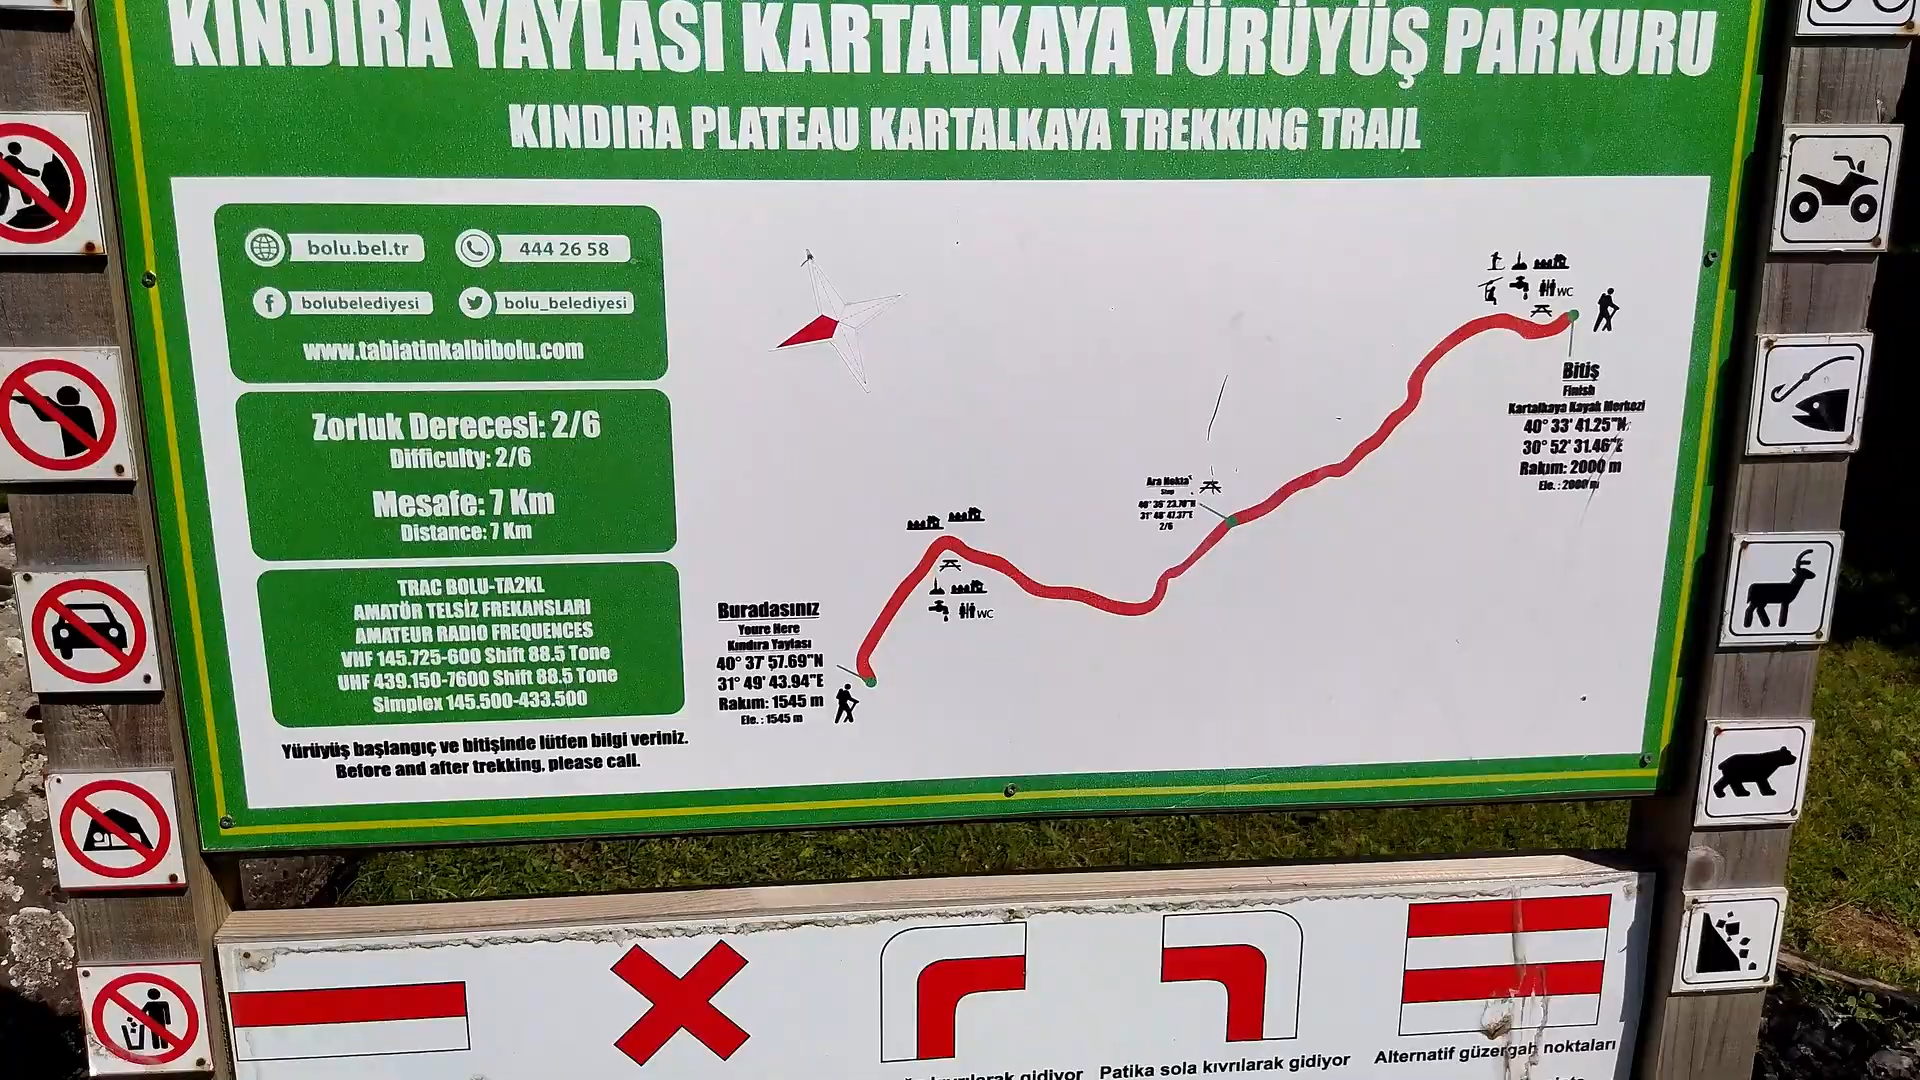 KINDIRA YAYLASI KARTALKAYA YÜRÜYÜŞ PARKURU
KINDIRA PLATEAU KARTALKAYA TREKKING TRAIL
bolu.bel.tr
444 26 58
bolubelediyesi
bolu_belediyesi
www.tabiatinkalbibolu.com
Zorluk Derecesi: 2/6
Difficulty: 2/6
Mesafe: 7 Km
Distance: 7 Km
TRAC BOLU-TA2KL
AMATÖR TELSİZ FREKANSLARI
AMATEUR RADIO FREQUENCES
VHF 145.725-600 Shift 88.5 Tone
UHF 439.150-7600 Shift 88.5 Tone
Simplex 145.500-433.500
Yürüyüş başlangıç ve bitişinde lütfen bilgi veriniz.
Before and after trekking, please call.
WC
Bitiş
Finish
Kartalkaya Kayak Merkezi
40° 33' 41.25"N
30° 52' 31.46"E
Rakım: 2000 m
Ele. : 2000 m
Ara Nokta
Stop
2/6
WC
Buradasınız
Youre Here
Kındıra Yaylası
40° 37' 57.69"N
31° 49' 43.94"E
Rakım: 1545 m
Ele. : 1545 m
kıvrılarak gidiyor
Patika sola kıvrılarak gidiyor
Alternatif güzergah noktaları